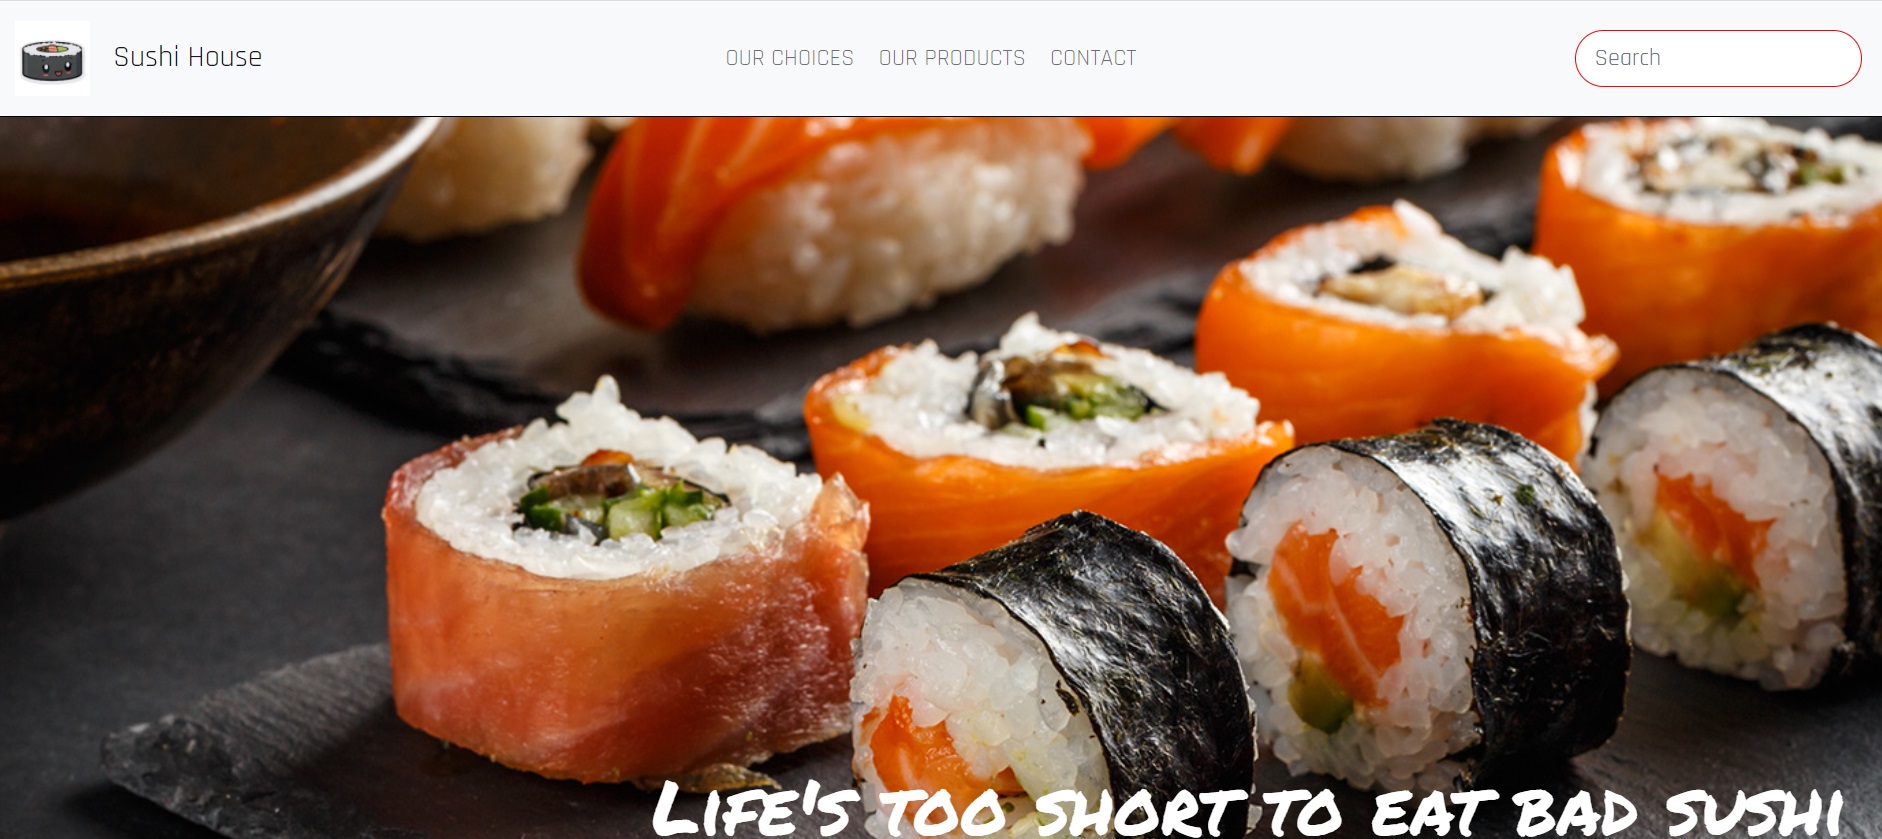 Sushi House
OUR CHOICES OUR PRODUCTS CONTACT
Search
LIFE'S TOO SHORT TO EAT BAD SUSHI